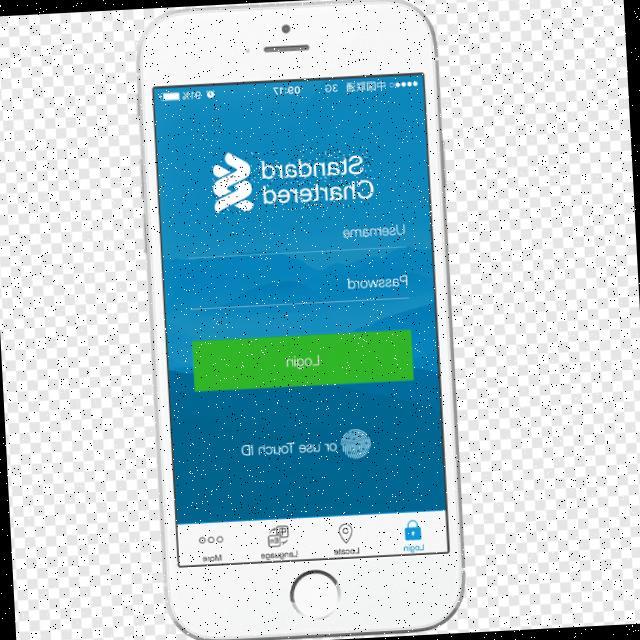 中国联通 3G 09:17 91%
Standard
Chartered
Username
Password
Login
or use Touch ID
Login Locate Language More